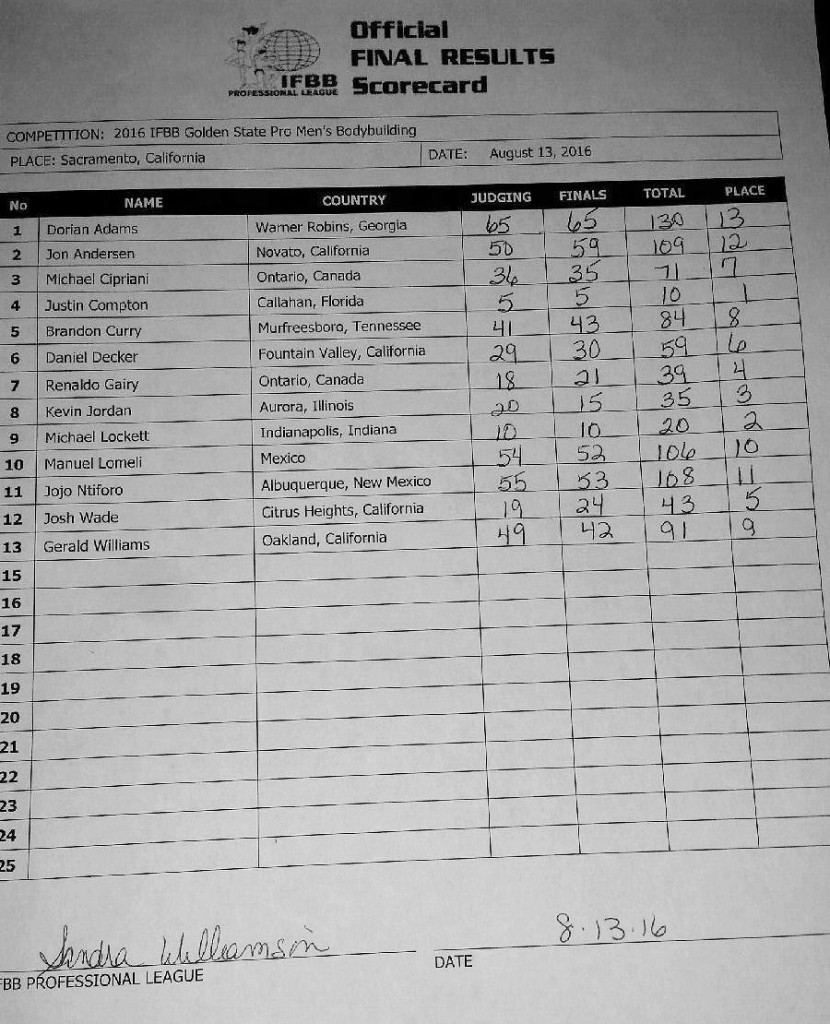 Official
FINAL RESULTS
IFBB Scorecard
PROFESSIONAL LEAGUE
COMPETITION: 2016 IFBB Golden State Pro Men's Bodybuilding
PLACE: Sacramento, California DATE: August 13, 2016
No NAME COUNTRY JUDGING FINALS TOTAL PLACE
1 Dorian Adams Warner Robins, Georgia 65 65 130 13
2 Jon Andersen Novato, California 50 59 109 12
3 Michael Cipriani Ontario, Canada 36 35 71 7
4 Justin Compton Callahan, Florida 5 5 10 1
5 Brandon Curry Murfreesboro, Tennessee 41 43 84 8
6 Daniel Decker Fountain Valley, California 29 30 59 6
7 Renaldo Gairy Ontario, Canada 18 21 39 4
8 Kevin Jordan Aurora, Illinois 20 15 35 3
9 Michael Lockett Indianapolis, Indiana 10 10 20 2
10 Manuel Lomeli Mexico 54 52 106 10
11 Jojo Ntiforo Albuquerque, New Mexico 55 53 108 11
12 Josh Wade Citrus Heights, California 19 24 43 5
13 Gerald Williams Oakland, California 49 42 91 9
15
16
17
18
19
20
21
22
23
24
25
Sandra Williamson 8.13.16
FBB PROFESSIONAL LEAGUE DATE